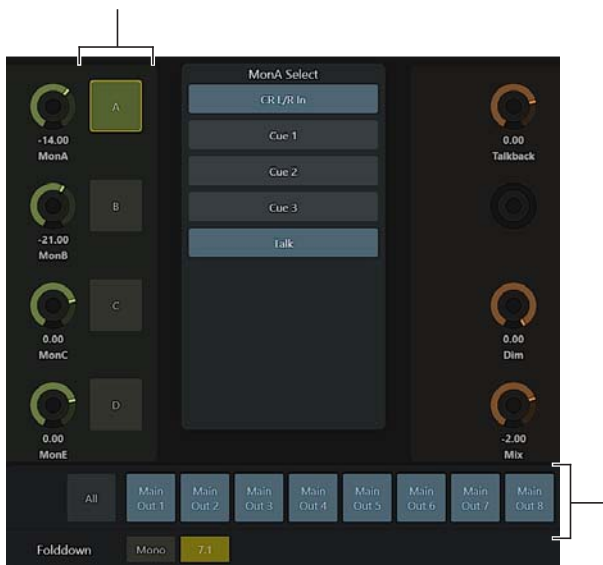 MonA Select
CR L/R In
Cue 1
Cue 2
Cue 3
Talk
A
-14.00
MonA
B
-21.00
MonB
C
0.00
MonC
D
0.00
MonE
0.00
Talkback
0.00
Dim
-2.00
Mix
All
Main Out 1
Main Out 2
Main Out 3
Main Out 4
Main Out 5
Main Out 6
Main Out 7
Main Out 8
Folddown
Mono
7.1